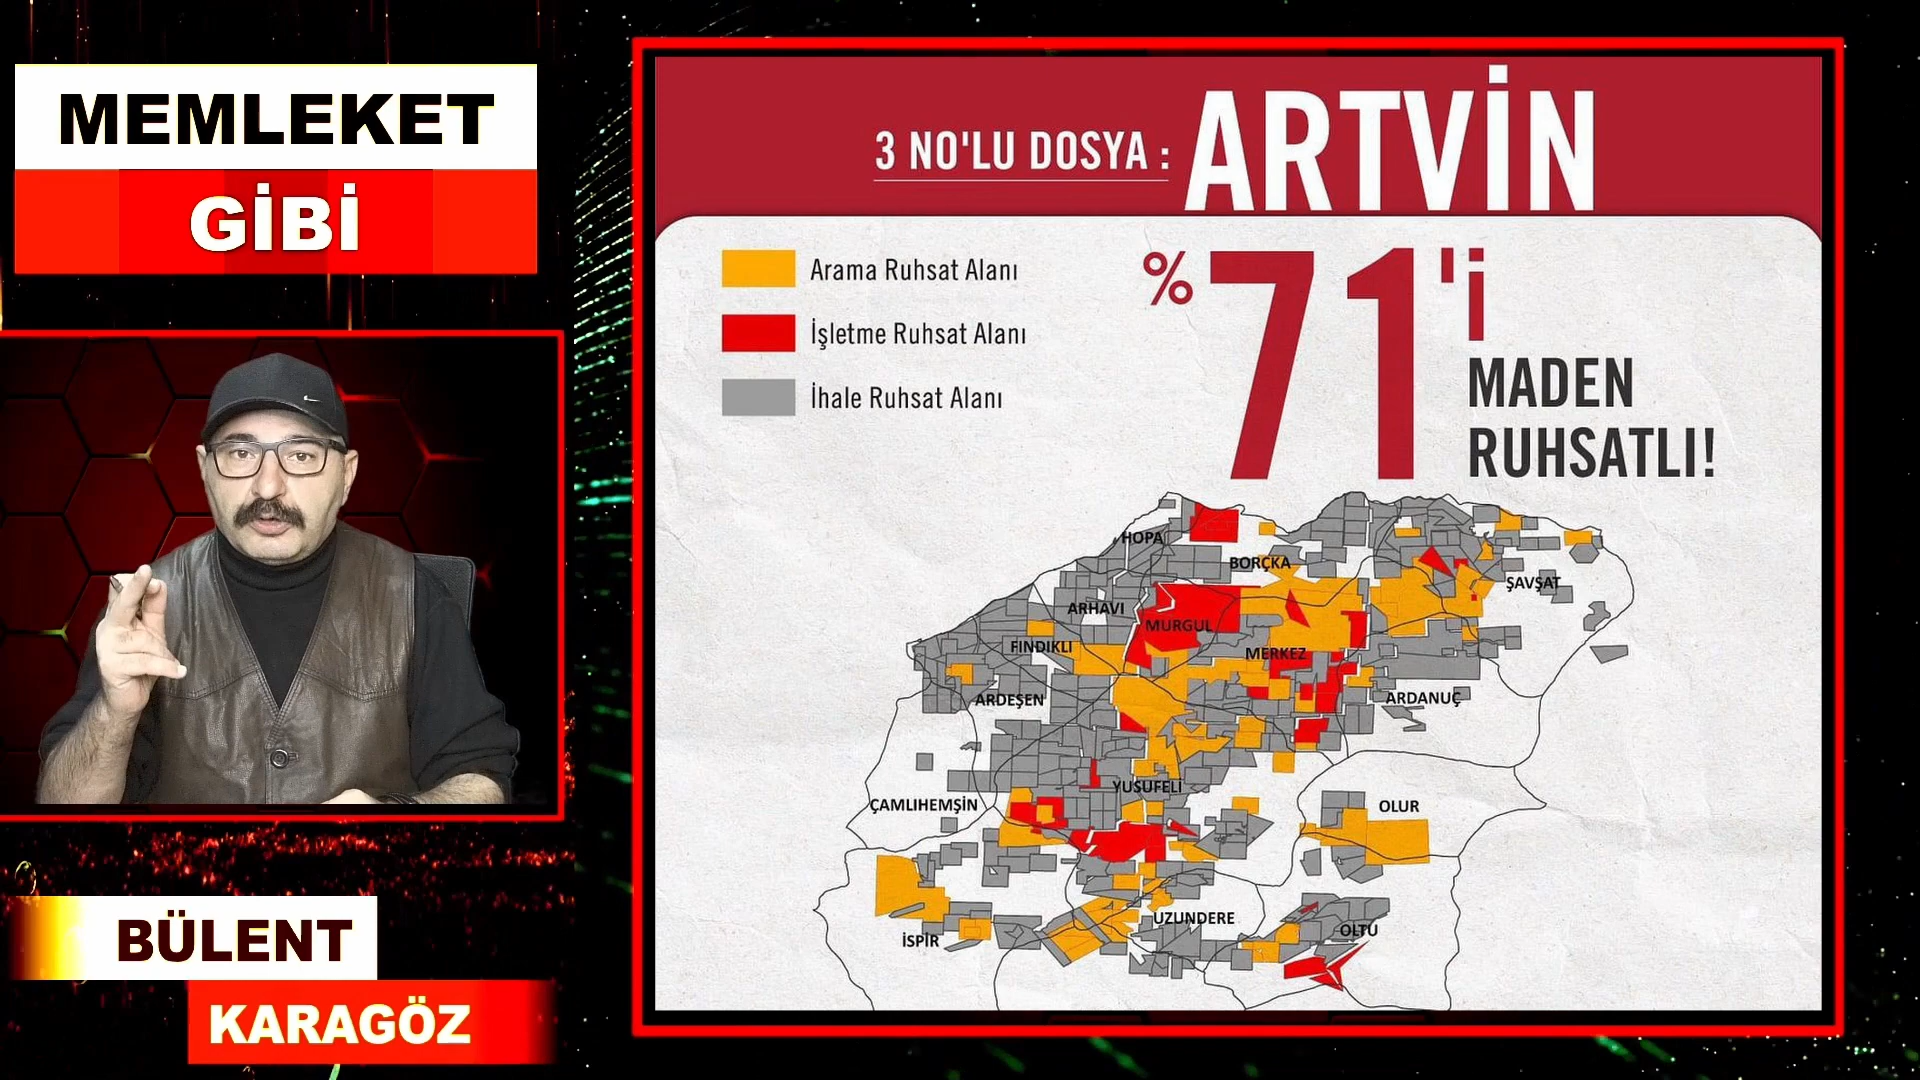 MEMLEKET
GİBİ
BÜLENT
KARAGÖZ
3 NO'LU DOSYA : ARTVİN
Arama Ruhsat Alanı
İşletme Ruhsat Alanı
İhale Ruhsat Alanı
%71'i
MADEN
RUHSATLI!
HOPA
BORÇKA
ŞAVŞAT
ARHAVI
MURGUL
FINDIKLI
MERKEZ
ARDEŞEN
ARDANUÇ
YUSUFELİ
ÇAMLIHEMŞİN
OLUR
UZUNDERE
İSPİR
OLTU